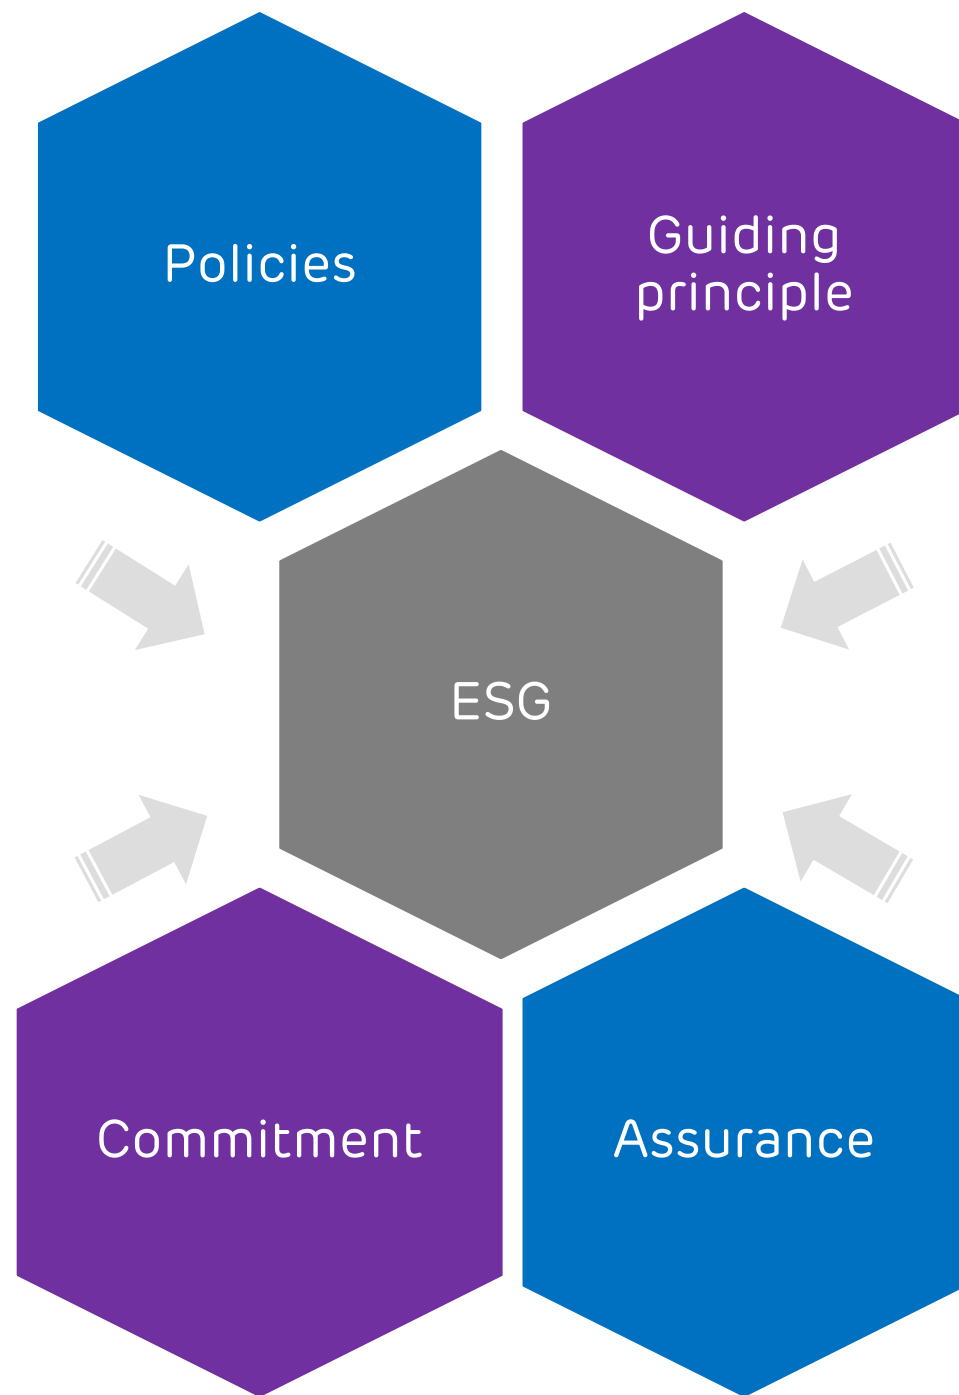 Policies
Guiding
principle
ESG
Commitment
Assurance